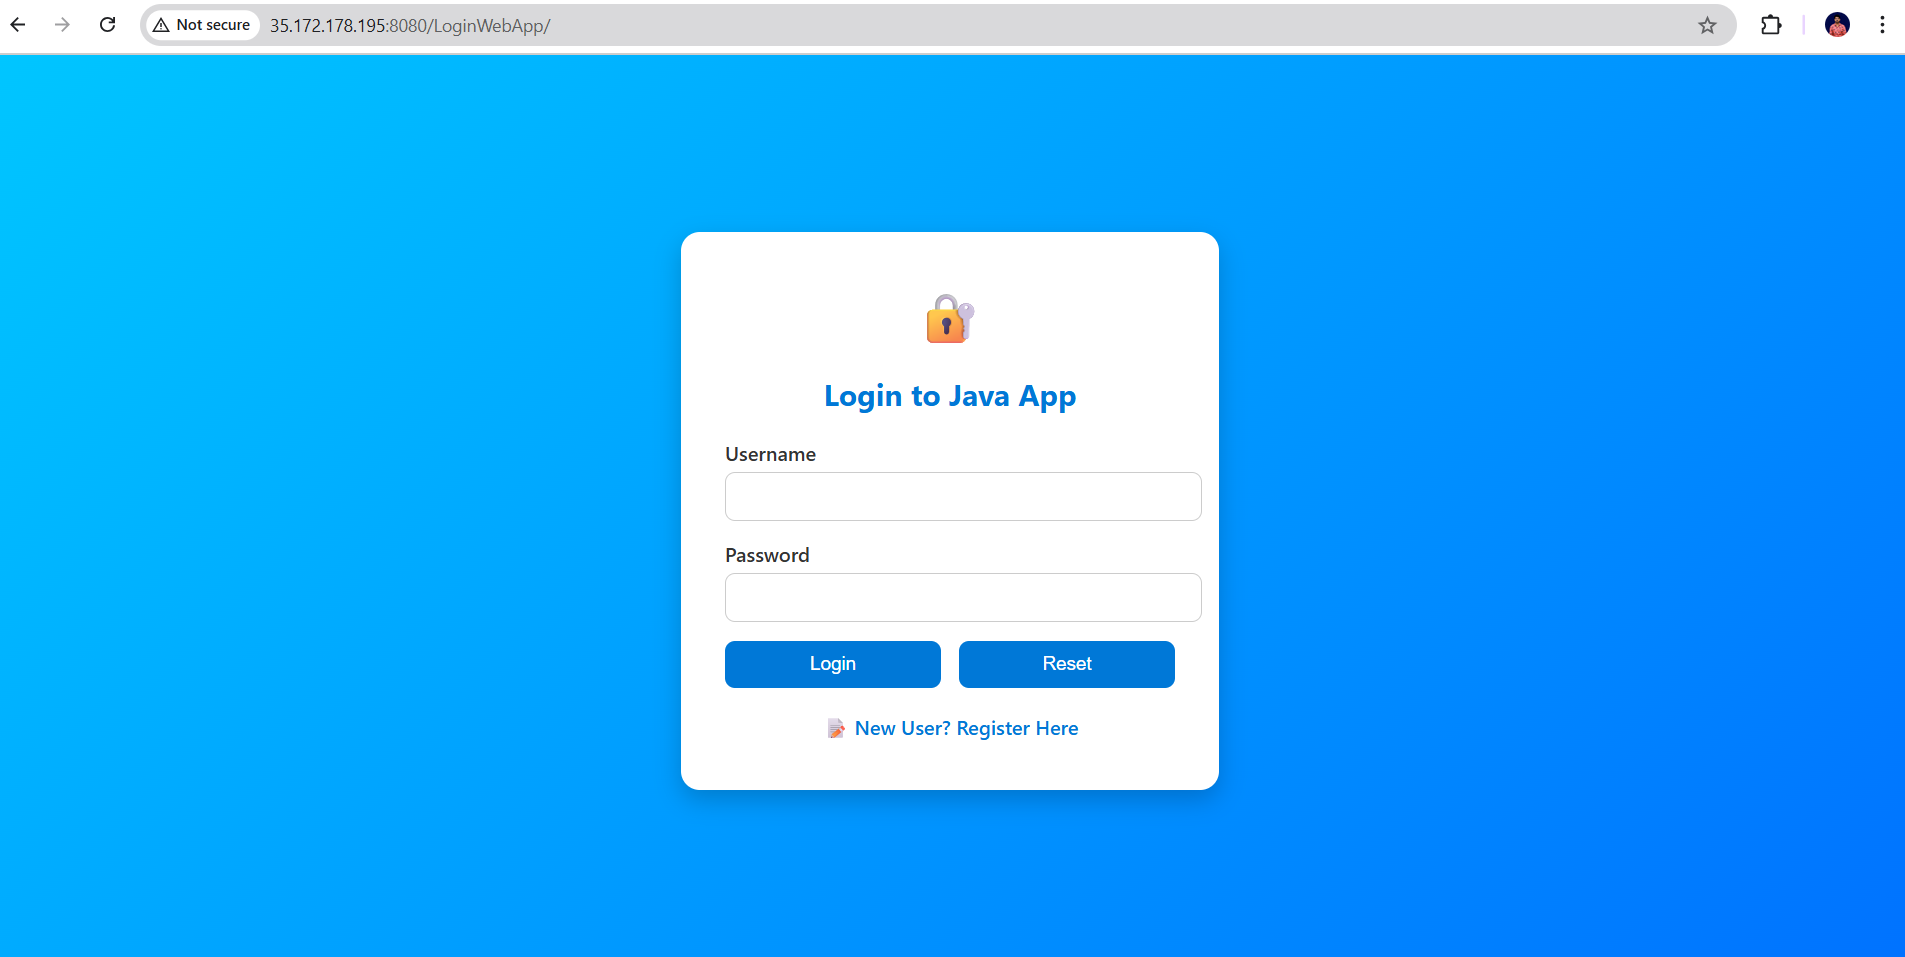 Not secure 35.172.178.195:8080/LoginWebApp/
Login to Java App
Username
Password
Login Reset
New User? Register Here